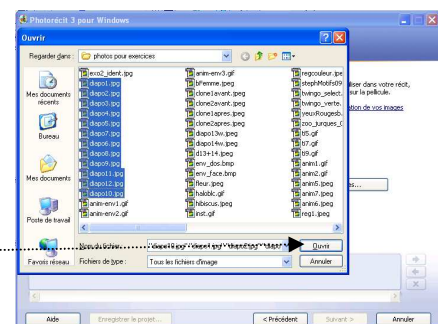 Photorécit 3 pour Windows
Ouvrir
Regarder dans :
photos pour exercices
Mes documents récents
Bureau
Mes documents
Poste de travail
Favoris réseau
exo2_ident.jpg
diapo1.jpg
diapo2.jpg
diapo3.jpg
diapo4.jpg
diapo5.jpg
diapo7.jpg
diapo6.jpg
diapo8.jpg
diapo9.jpg
diapo11.jpg
diapo12.jpg
diapo10.jpg
anim-env1.gif
anim-env2.gif
anim-env3.gif
bFemme.jpeg
clone1avant.jpeg
clone2avant.jpeg
clone1apres.jpeg
clone2apres.jpeg
diapo13w.jpeg
diapo14w.jpeg
d13+14.jpeg
env_dos.bmp
env_face.bmp
fleur.jpeg
haloblc.gif
hibiscus.jpeg
inst.gif
regcouleur.jpe
stephMotifs09
twingo_select.
twingo_verte.
yeuxRougesb.
zoo_jurques_(
ti5.gif
ti7.gif
ti9.gif
anim1.gif
anim2.gif
anim5.jpeg
anim7.jpeg
anim6.jpeg
reg1.jpeg
Nom du fichier :
Ouvrir
Fichiers de type :
Tous les fichiers d'image
Annuler
iliser dans votre récit,
sur la pellicule.
ation de vos images
s...
Aide
Enregistrer le projet...
< Précédent
Suivant >
Annuler